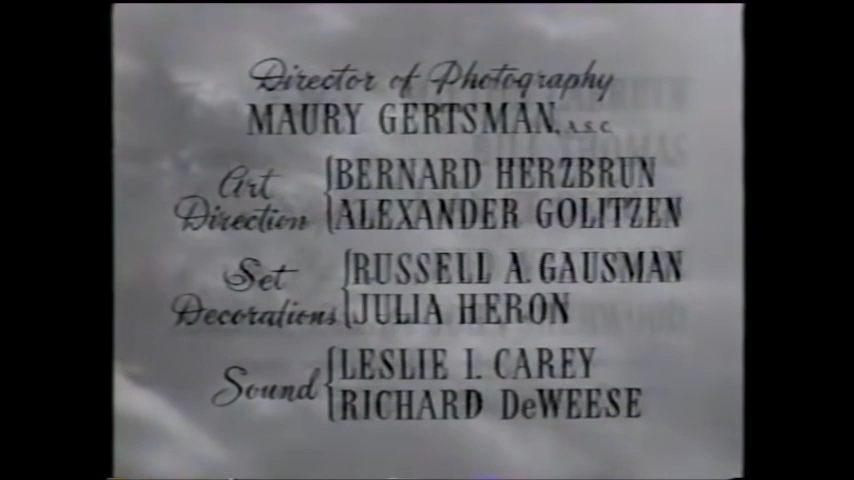 Director of Photography
MAURY GERTSMAN, A.S.C.
Art Direction
BERNARD HERZBRUN
ALEXANDER GOLITZEN
Set Decorations
RUSSELL A. GAUSMAN
JULIA HERON
Sound
LESLIE I. CAREY
RICHARD DeWEESE